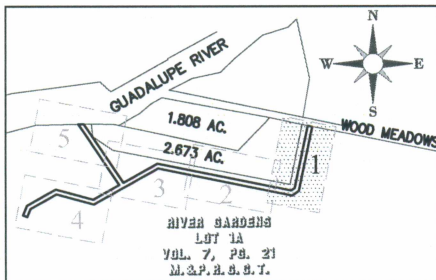 N
W E
S
GUADALUPE RIVER
1.808 AC.
WOOD MEADOWS
2.673 AC.
1
5
4
3
2
RIVER GARDENS
LOT 1A
VOL. 7, PG. 21
M.&P.R.G.C.T.